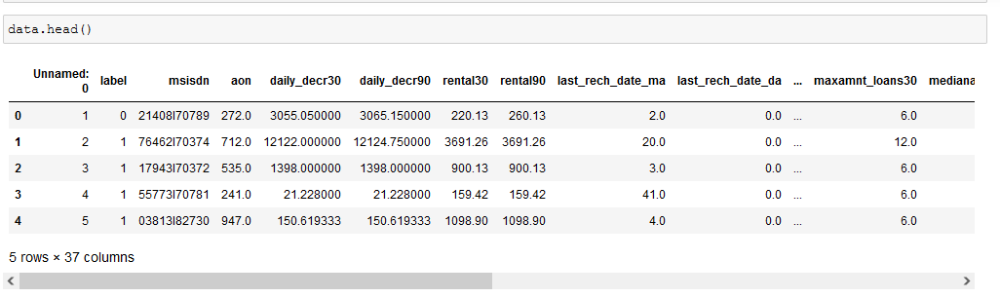 data.head()
Unnamed: 0 label msisdn aon daily_decr30 daily_decr90 rental30 rental90 last_rech_date_ma last_rech_date_da ... maxamnt_loans30 mediana
0 1 0 21408I70789 272.0 3055.050000 3065.150000 220.13 260.13 2.0 0.0 ... 6.0
1 2 1 76462I70374 712.0 12122.000000 12124.750000 3691.26 3691.26 20.0 0.0 ... 12.0
2 3 1 17943I70372 535.0 1398.000000 1398.000000 900.13 900.13 3.0 0.0 ... 6.0
3 4 1 55773I70781 241.0 21.228000 21.228000 159.42 159.42 41.0 0.0 ... 6.0
4 5 1 03813I82730 947.0 150.619333 150.619333 1098.90 1098.90 4.0 0.0 ... 6.0
5 rows × 37 columns